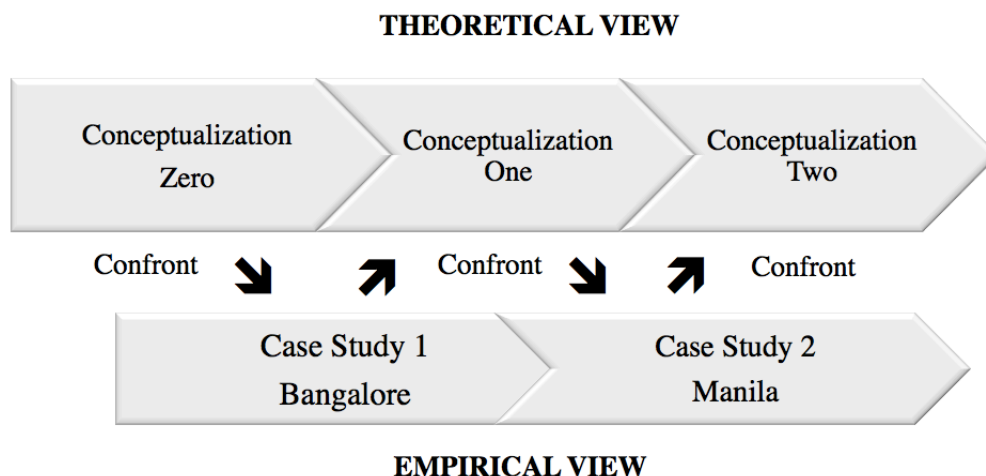 THEORETICAL VIEW
Conceptualization
Zero
Conceptualization
One
Conceptualization
Two
Confront
Confront
Confront
Case Study 1
Bangalore
Case Study 2
Manila
EMPIRICAL VIEW